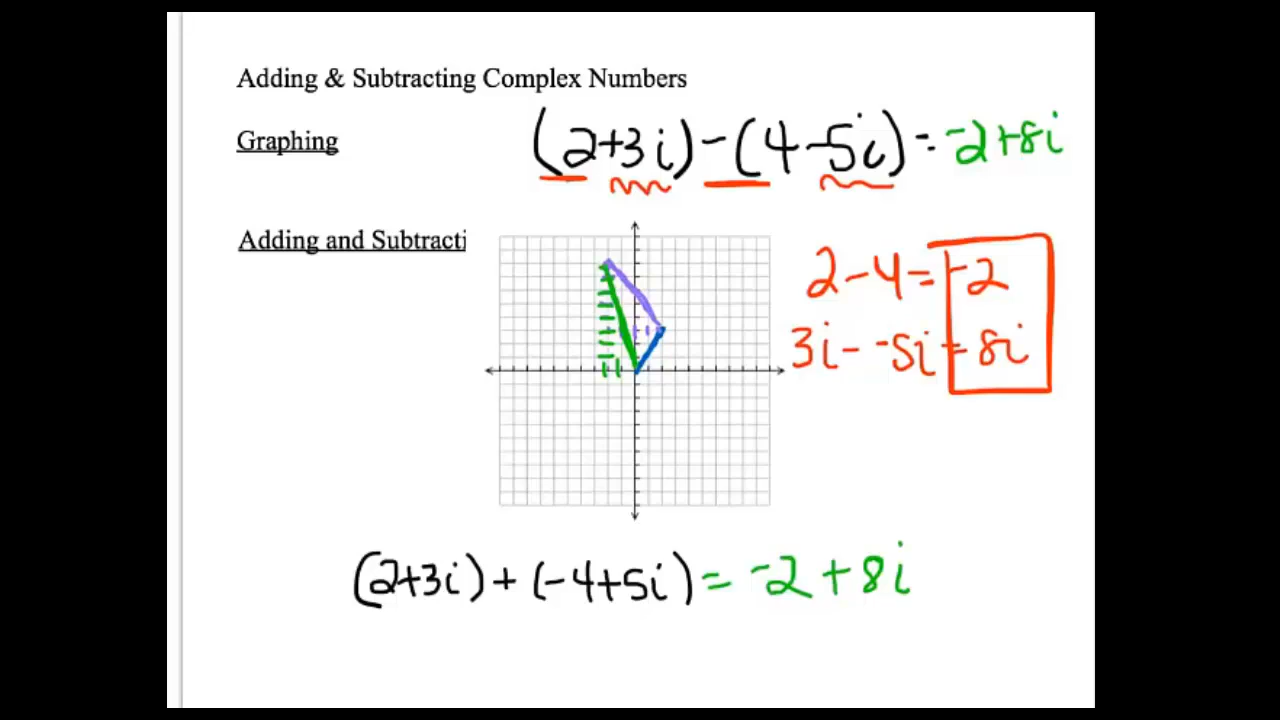 Adding & Subtracting Complex Numbers
Graphing
(2+3i)-(4-5i)=-2+8i
Adding and Subtracti
2-4=-2
3i--5i=8i
(2+3i)+(-4+5i)=-2+8i